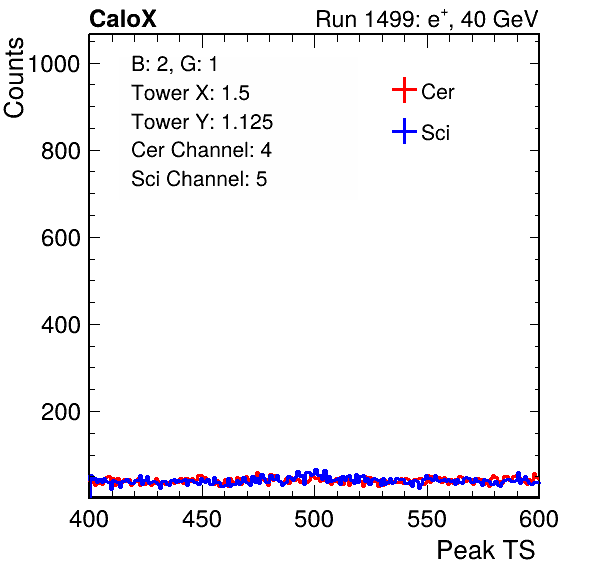 CaloX
Run 1499: e+, 40 GeV
Counts
B: 2, G: 1
Tower X: 1.5
Tower Y: 1.125
Cer Channel: 4
Sci Channel: 5
Cer
Sci
1000
800
600
400
200
400 450 500 550 600
Peak TS